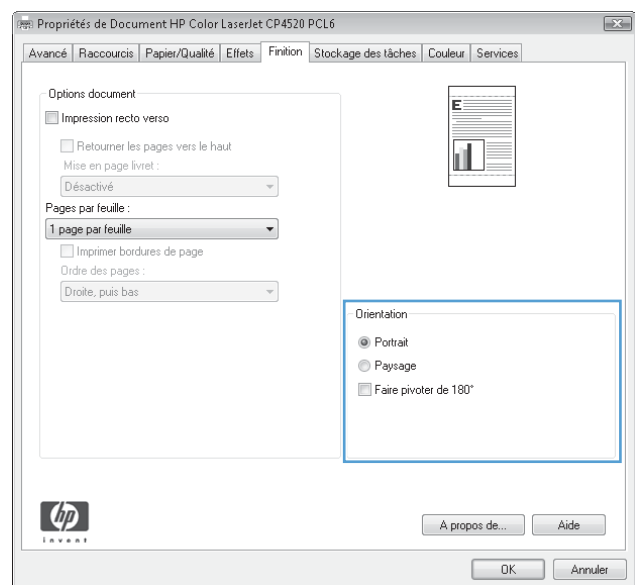 Propriétés de Document HP Color LaserJet CP4520 PCL6
Avancé Raccourcis Papier/Qualité Effets Finition Stockage des tâches Couleur Services
Options document
Impression recto verso
Retourner les pages vers le haut
Mise en page livret :
Désactivé
Pages par feuille :
1 page par feuille
Imprimer bordures de page
Ordre des pages :
Droite, puis bas
E
Orientation
Portrait
Paysage
Faire pivoter de 180°
hp
invent
A propos de... Aide
OK Annuler